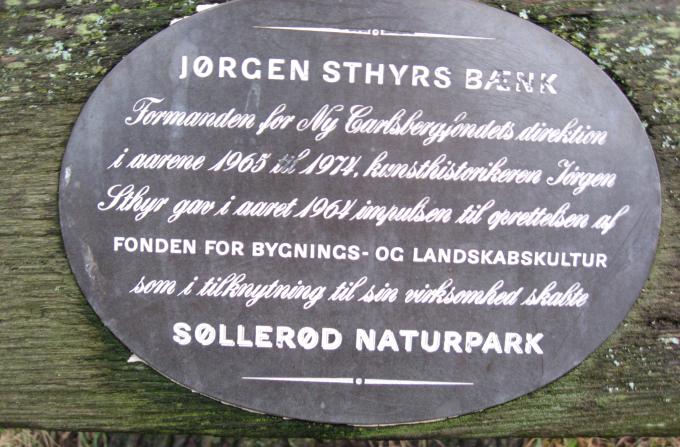 JØRGEN STHYRS BÆNK
Formanden for Ny Carlsbergfondets direktion
i aarene 1965 til 1974, kunsthistorikeren Jörgen
Sthyr gav i aaret 1964 impulsen til oprettelsen af
FONDEN FOR BYGNINGS- OG LANDSKABSKULTUR
som i tilknytning til sin virksomhed skabte
SØLLERØD NATURPARK